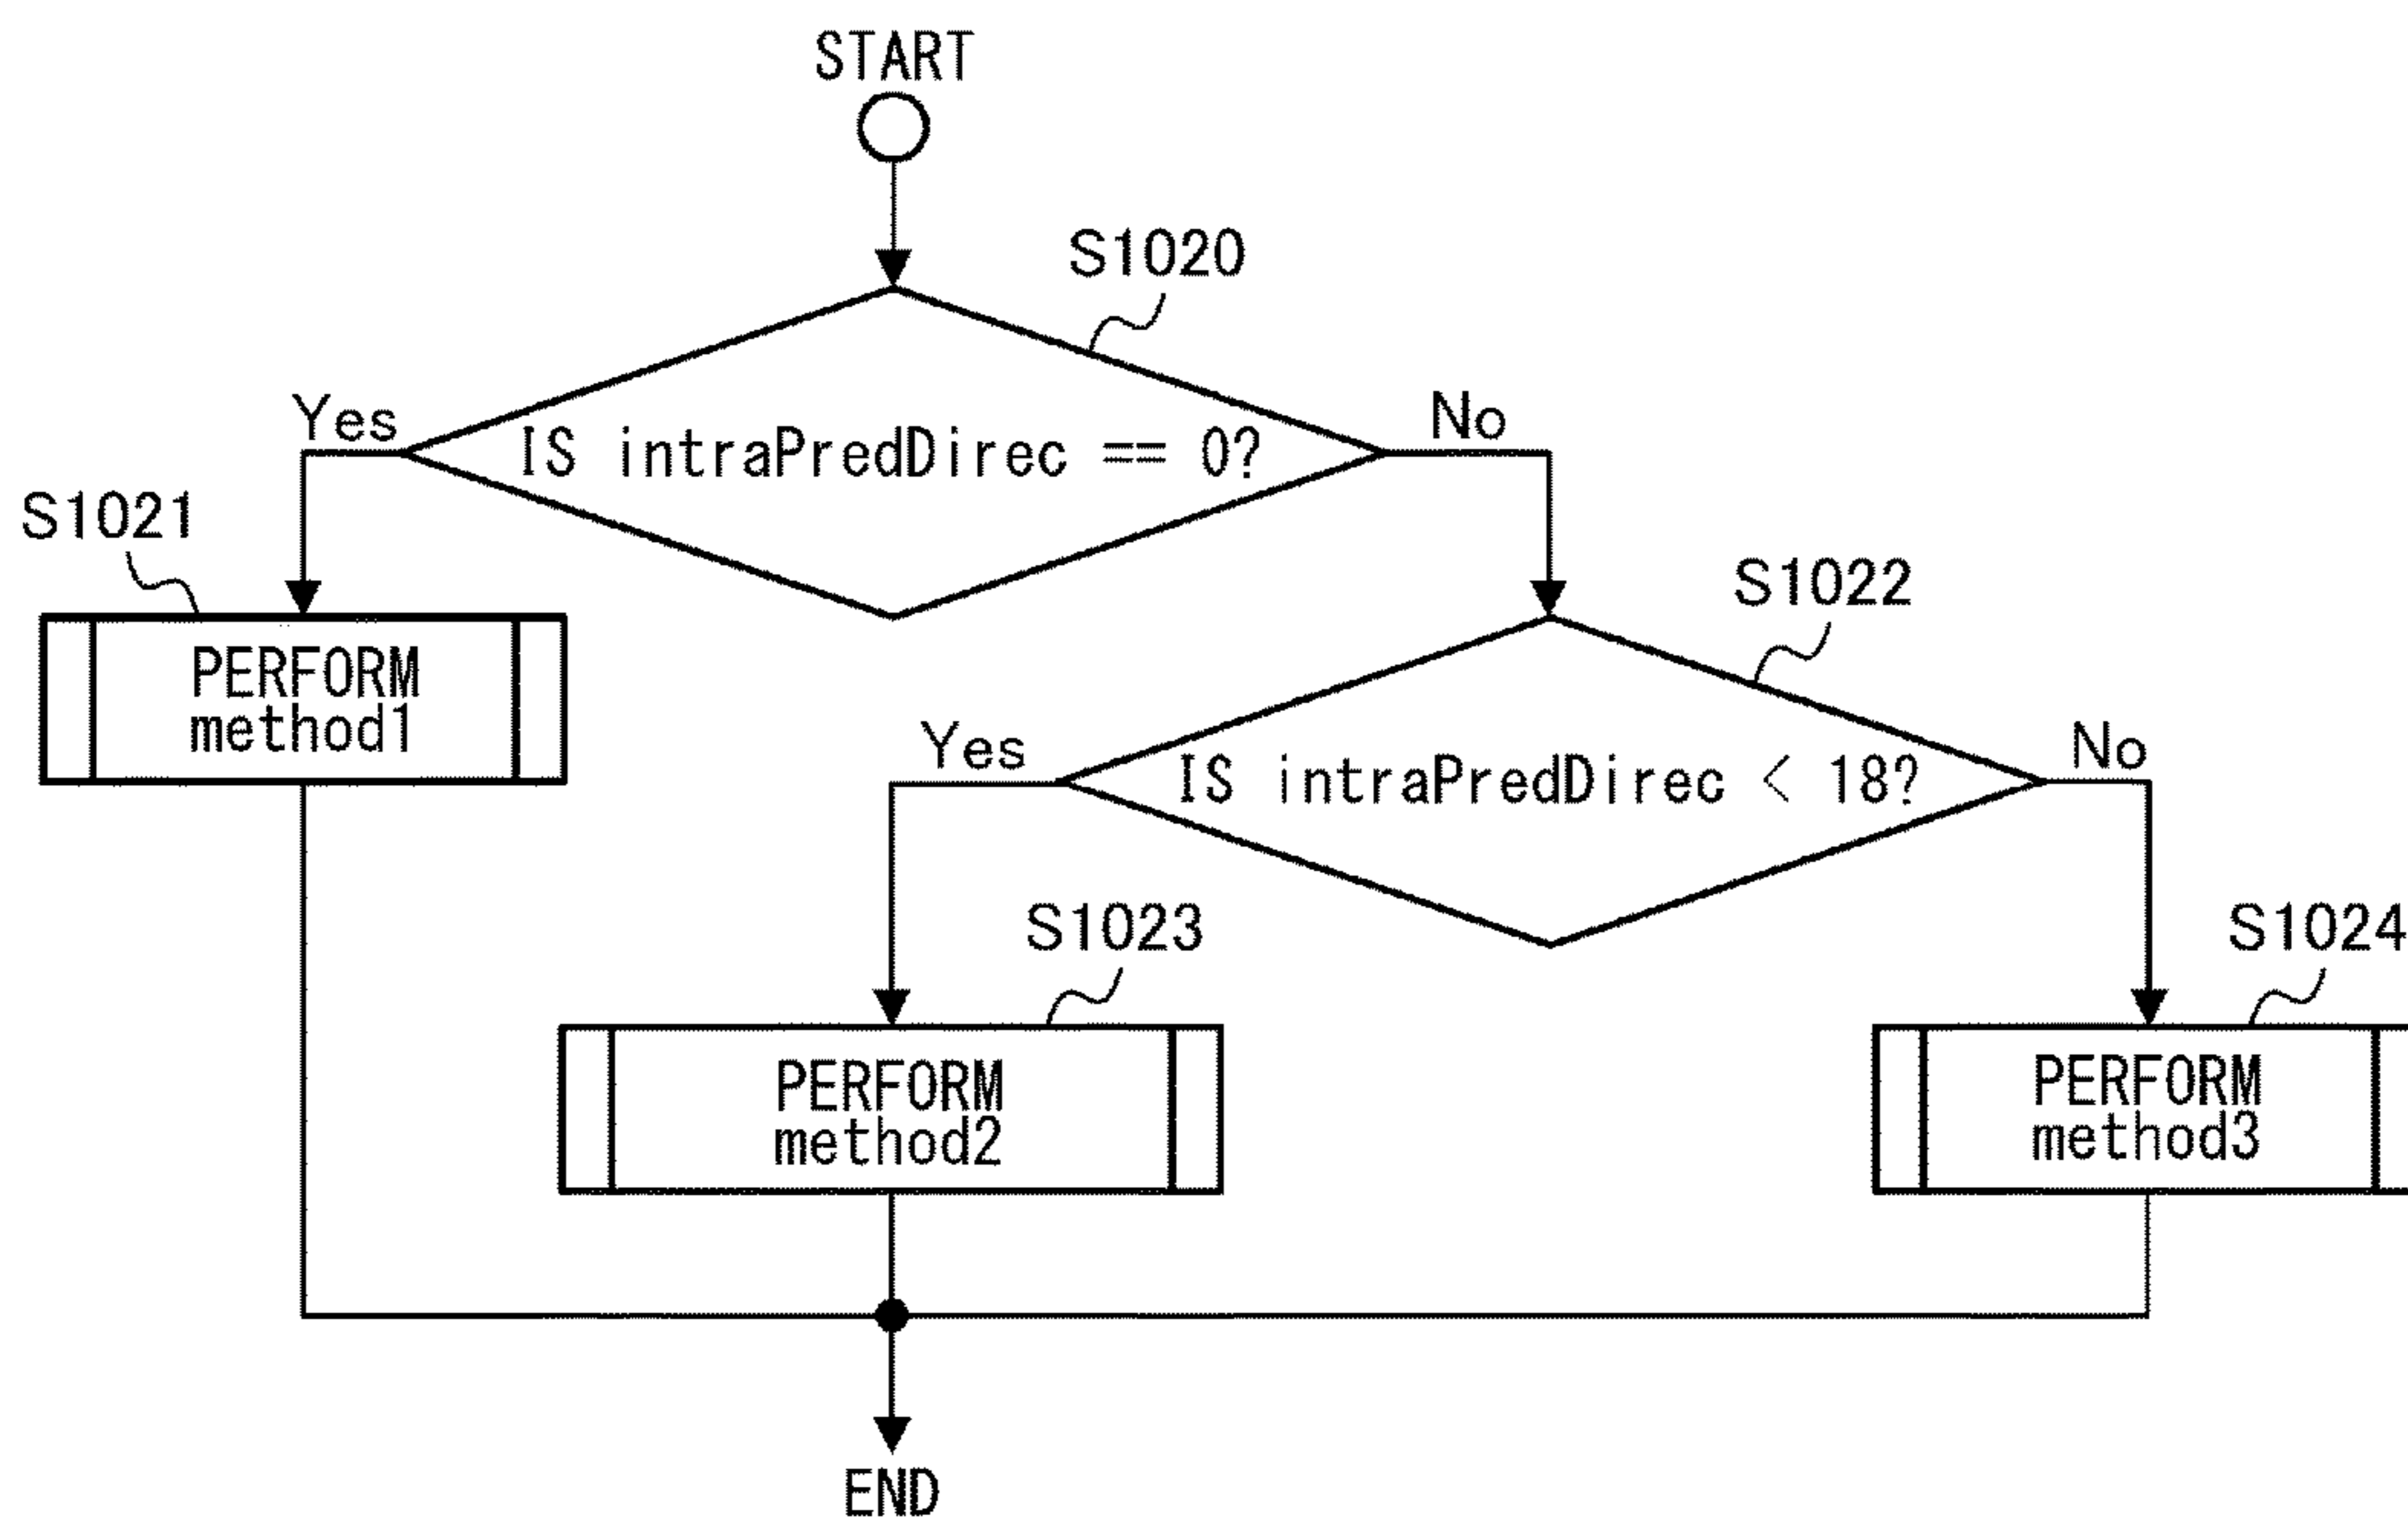 START
S1020
Yes
No
IS intraPredDirec == 0?
S1021
S1022
PERFORM
method1
Yes
No
IS intraPredDirec < 18?
S1023
S1024
PERFORM
method2
PERFORM
method3
END